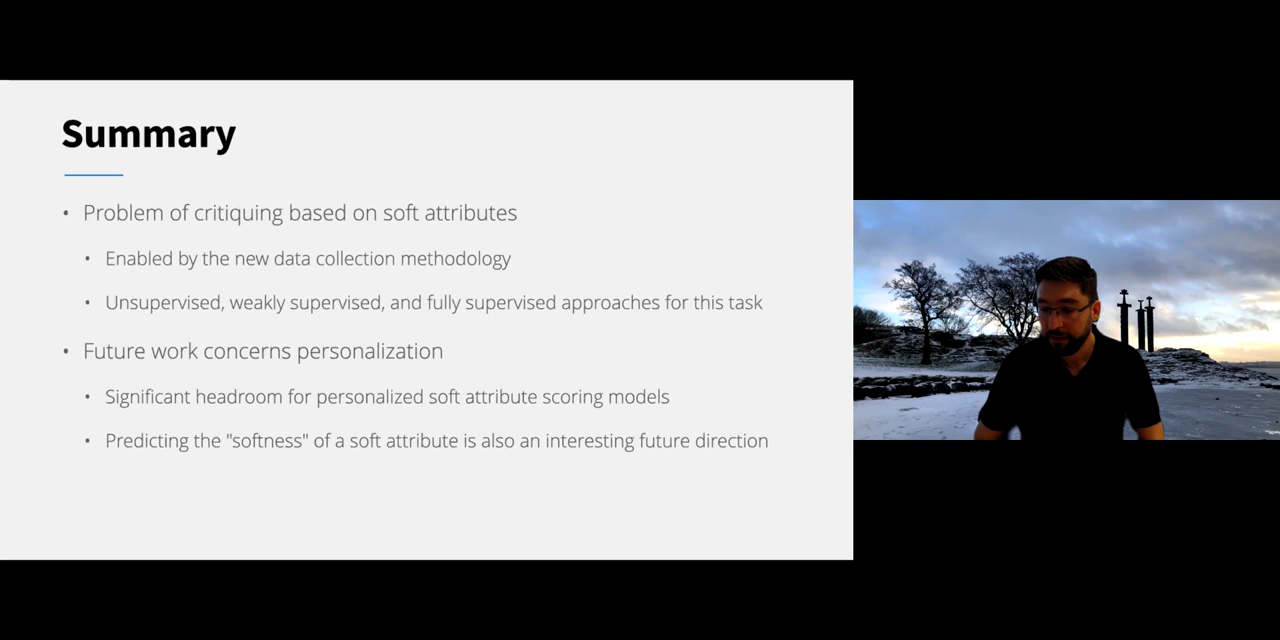 Summary
• Problem of critiquing based on soft attributes
• Enabled by the new data collection methodology
• Unsupervised, weakly supervised, and fully supervised approaches for this task
• Future work concerns personalization
• Significant headroom for personalized soft attribute scoring models
• Predicting the "softness" of a soft attribute is also an interesting future direction